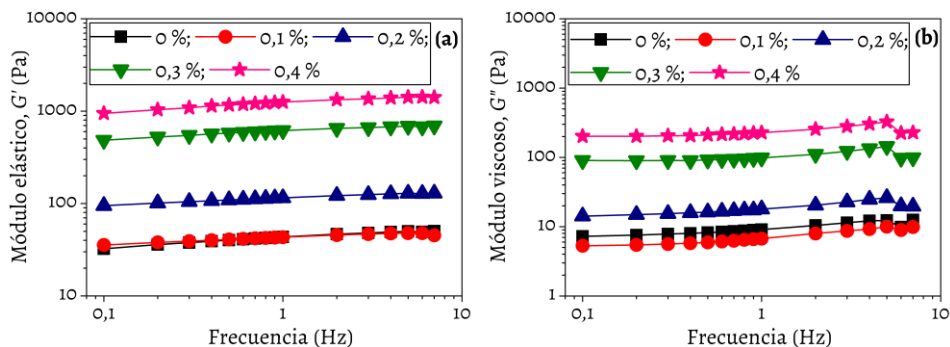 10000
1000
100
10
Módulo elástico, G' (Pa)
0 %; 0,1 %; 0,2 %; (a)
0,3 %; 0,4 %
0,1 1 10
Frecuencia (Hz)
10000
1000
100
10
1
Módulo viscoso, G" (Pa)
0 %; 0,1 %; 0,2 %; (b)
0,3 %; 0,4 %
0,1 1 10
Frecuencia (Hz)